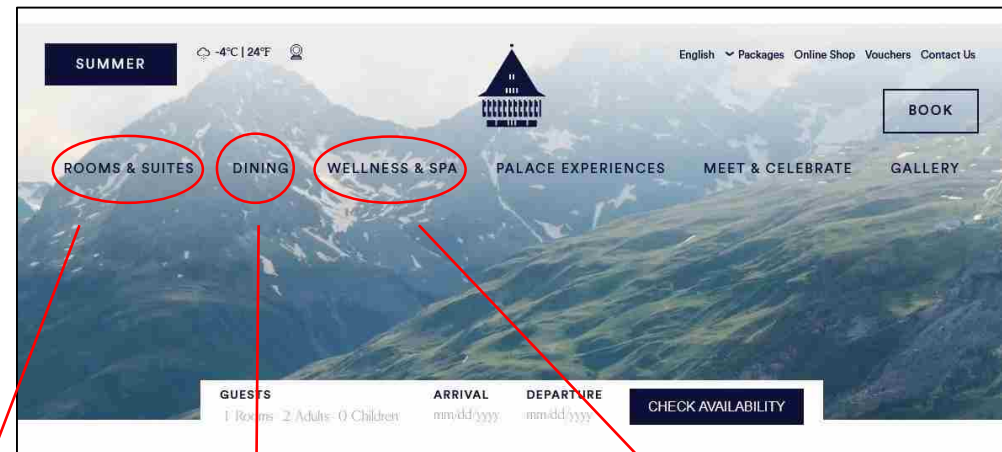 SUMMER
-4°C | 24°F
English Packages Online Shop Vouchers Contact Us
BOOK
ROOMS & SUITES DINING WELLNESS & SPA PALACE EXPERIENCES MEET & CELEBRATE GALLERY
GUESTS ARRIVAL DEPARTURE
1 Rooms 2 Adults 0 Children mm/dd/yyyy mm/dd/yyyy
CHECK AVAILABILITY